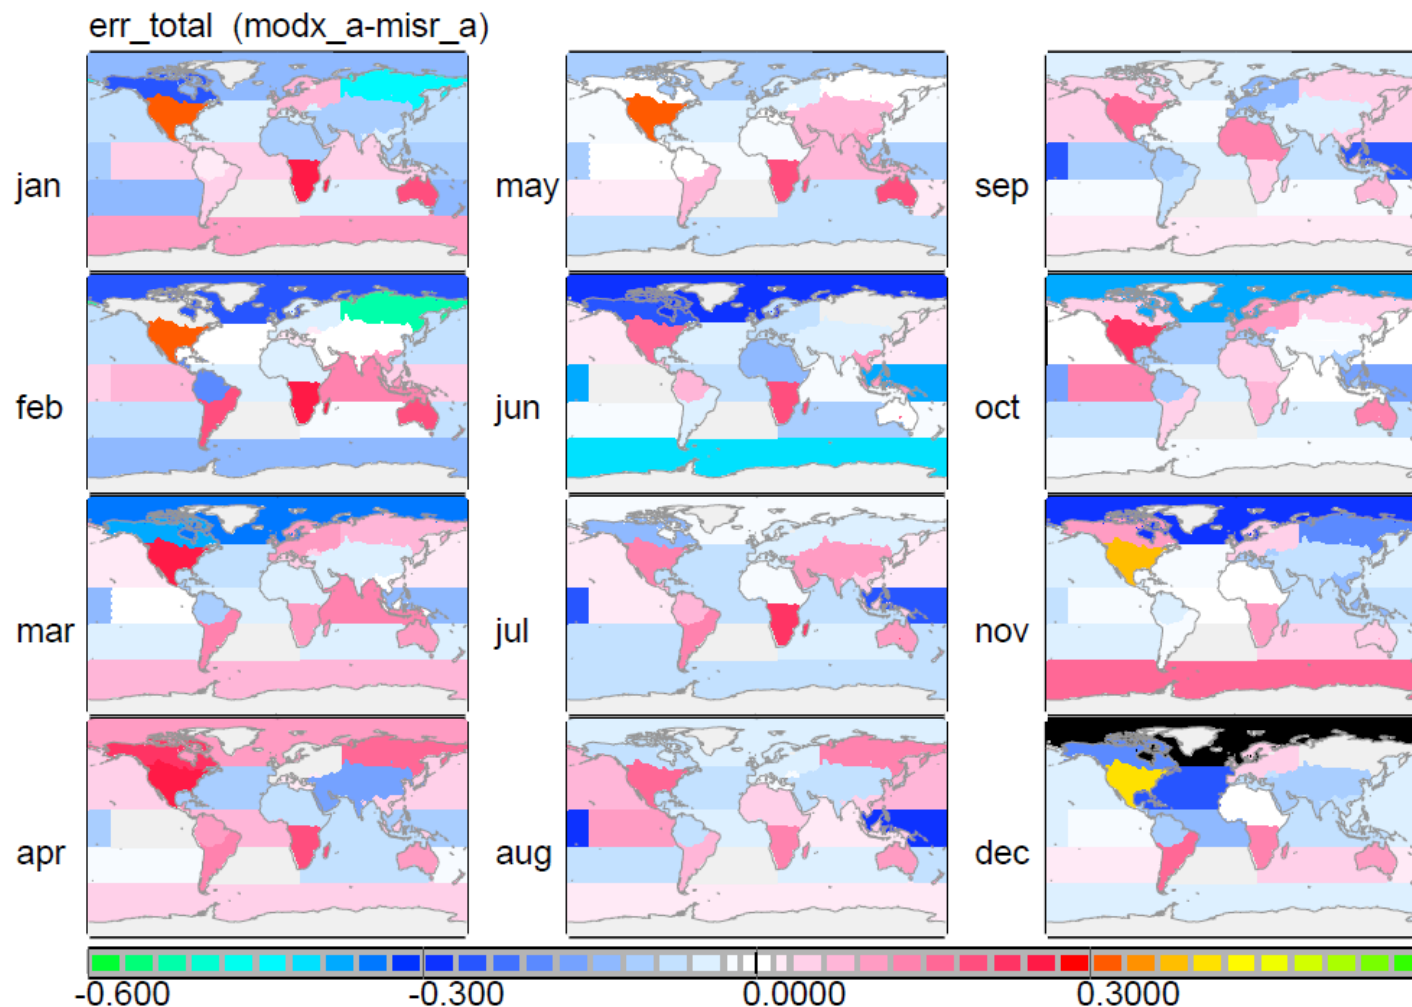 err_total (modx_a-misr_a)
jan
may
sep
feb
jun
oct
mar
jul
nov
apr
aug
dec
-0.600
-0.300
0.0000
0.3000